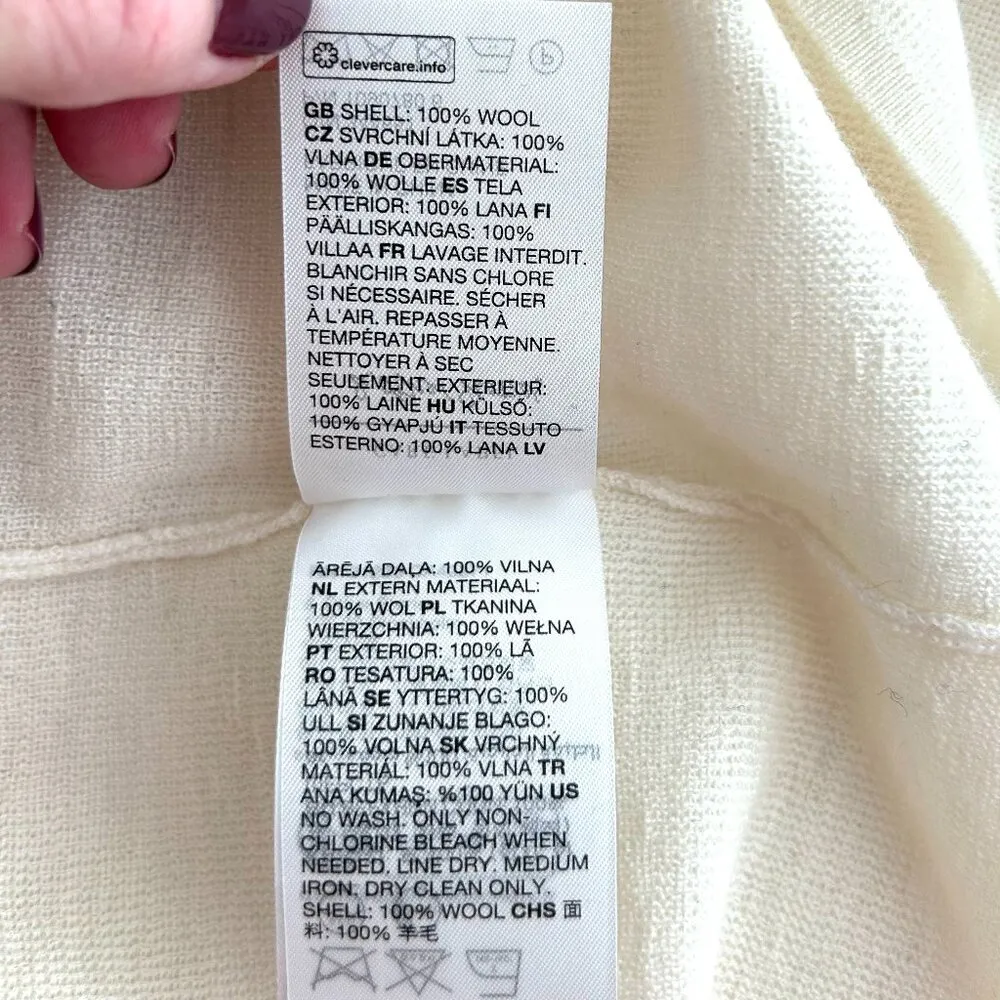 clevercare.info
GB SHELL: 100% WOOL
CZ SVRCHNÍ LÁTKA: 100%
VLNA DE OBERMATERIAL:
100% WOLLE ES TELA
EXTERIOR: 100% LANA FI
PÄÄLLISKANGAS: 100%
VILLAA FR LAVAGE INTERDIT.
BLANCHIR SANS CHLORE
SI NÉCESSAIRE. SÉCHER
À L'AIR. REPASSER À
TEMPÉRATURE MOYENNE.
NETTOYER À SEC
SEULEMENT. EXTERIEUR:
100% LAINE HU KÜLSŐ:
100% GYAPJÚ IT TESSUTO
ESTERNO: 100% LANA LV
ĀRĒJĀ DAĻA: 100% VILNA
NL EXTERN MATERIAAL:
100% WOL PL TKANINA
WIERZCHNIA: 100% WEŁNA
PT EXTERIOR: 100% LÃ
RO TESATURA: 100%
LÂNĂ SE YTTERTYG: 100%
ULL SI ZUNANJE BLAGO:
100% VOLNA SK VRCHNÝ
MATERIÁL: 100% VLNA TR
ANA KUMAŞ: %100 YÜN US
NO WASH. ONLY NON-
CHLORINE BLEACH WHEN
NEEDED. LINE DRY. MEDIUM
IRON. DRY CLEAN ONLY.
SHELL: 100% WOOL CHS 面
料: 100% 羊毛